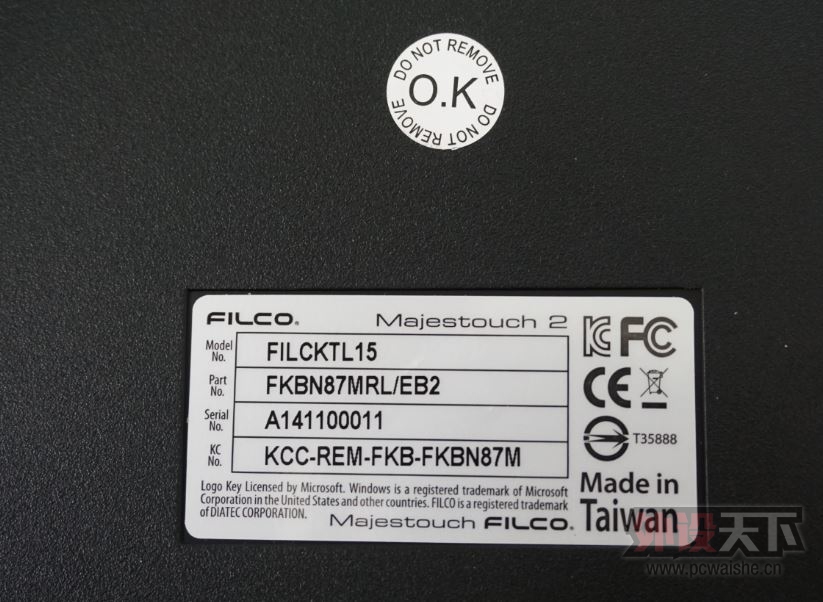 DO NOT REMOVE
O.K
DO NOT REMOVE
FILCO® Majestouch 2
Model No. FILCKTL15
Part No. FKBN87MRL/EB2
Serial No. A141100011
KC No. KCC-REM-FKB-FKBN87M
KC FC
CE
T35888
Logo Key Licensed by Microsoft. Windows is a registered trademark of Microsoft
Corporation in the United States and other countries. FILCO is a registered trademark
of DIATEC CORPORATION.
Majestouch FILCO®
Made in
Taiwan
外设天下
www.pcwaishe.cn